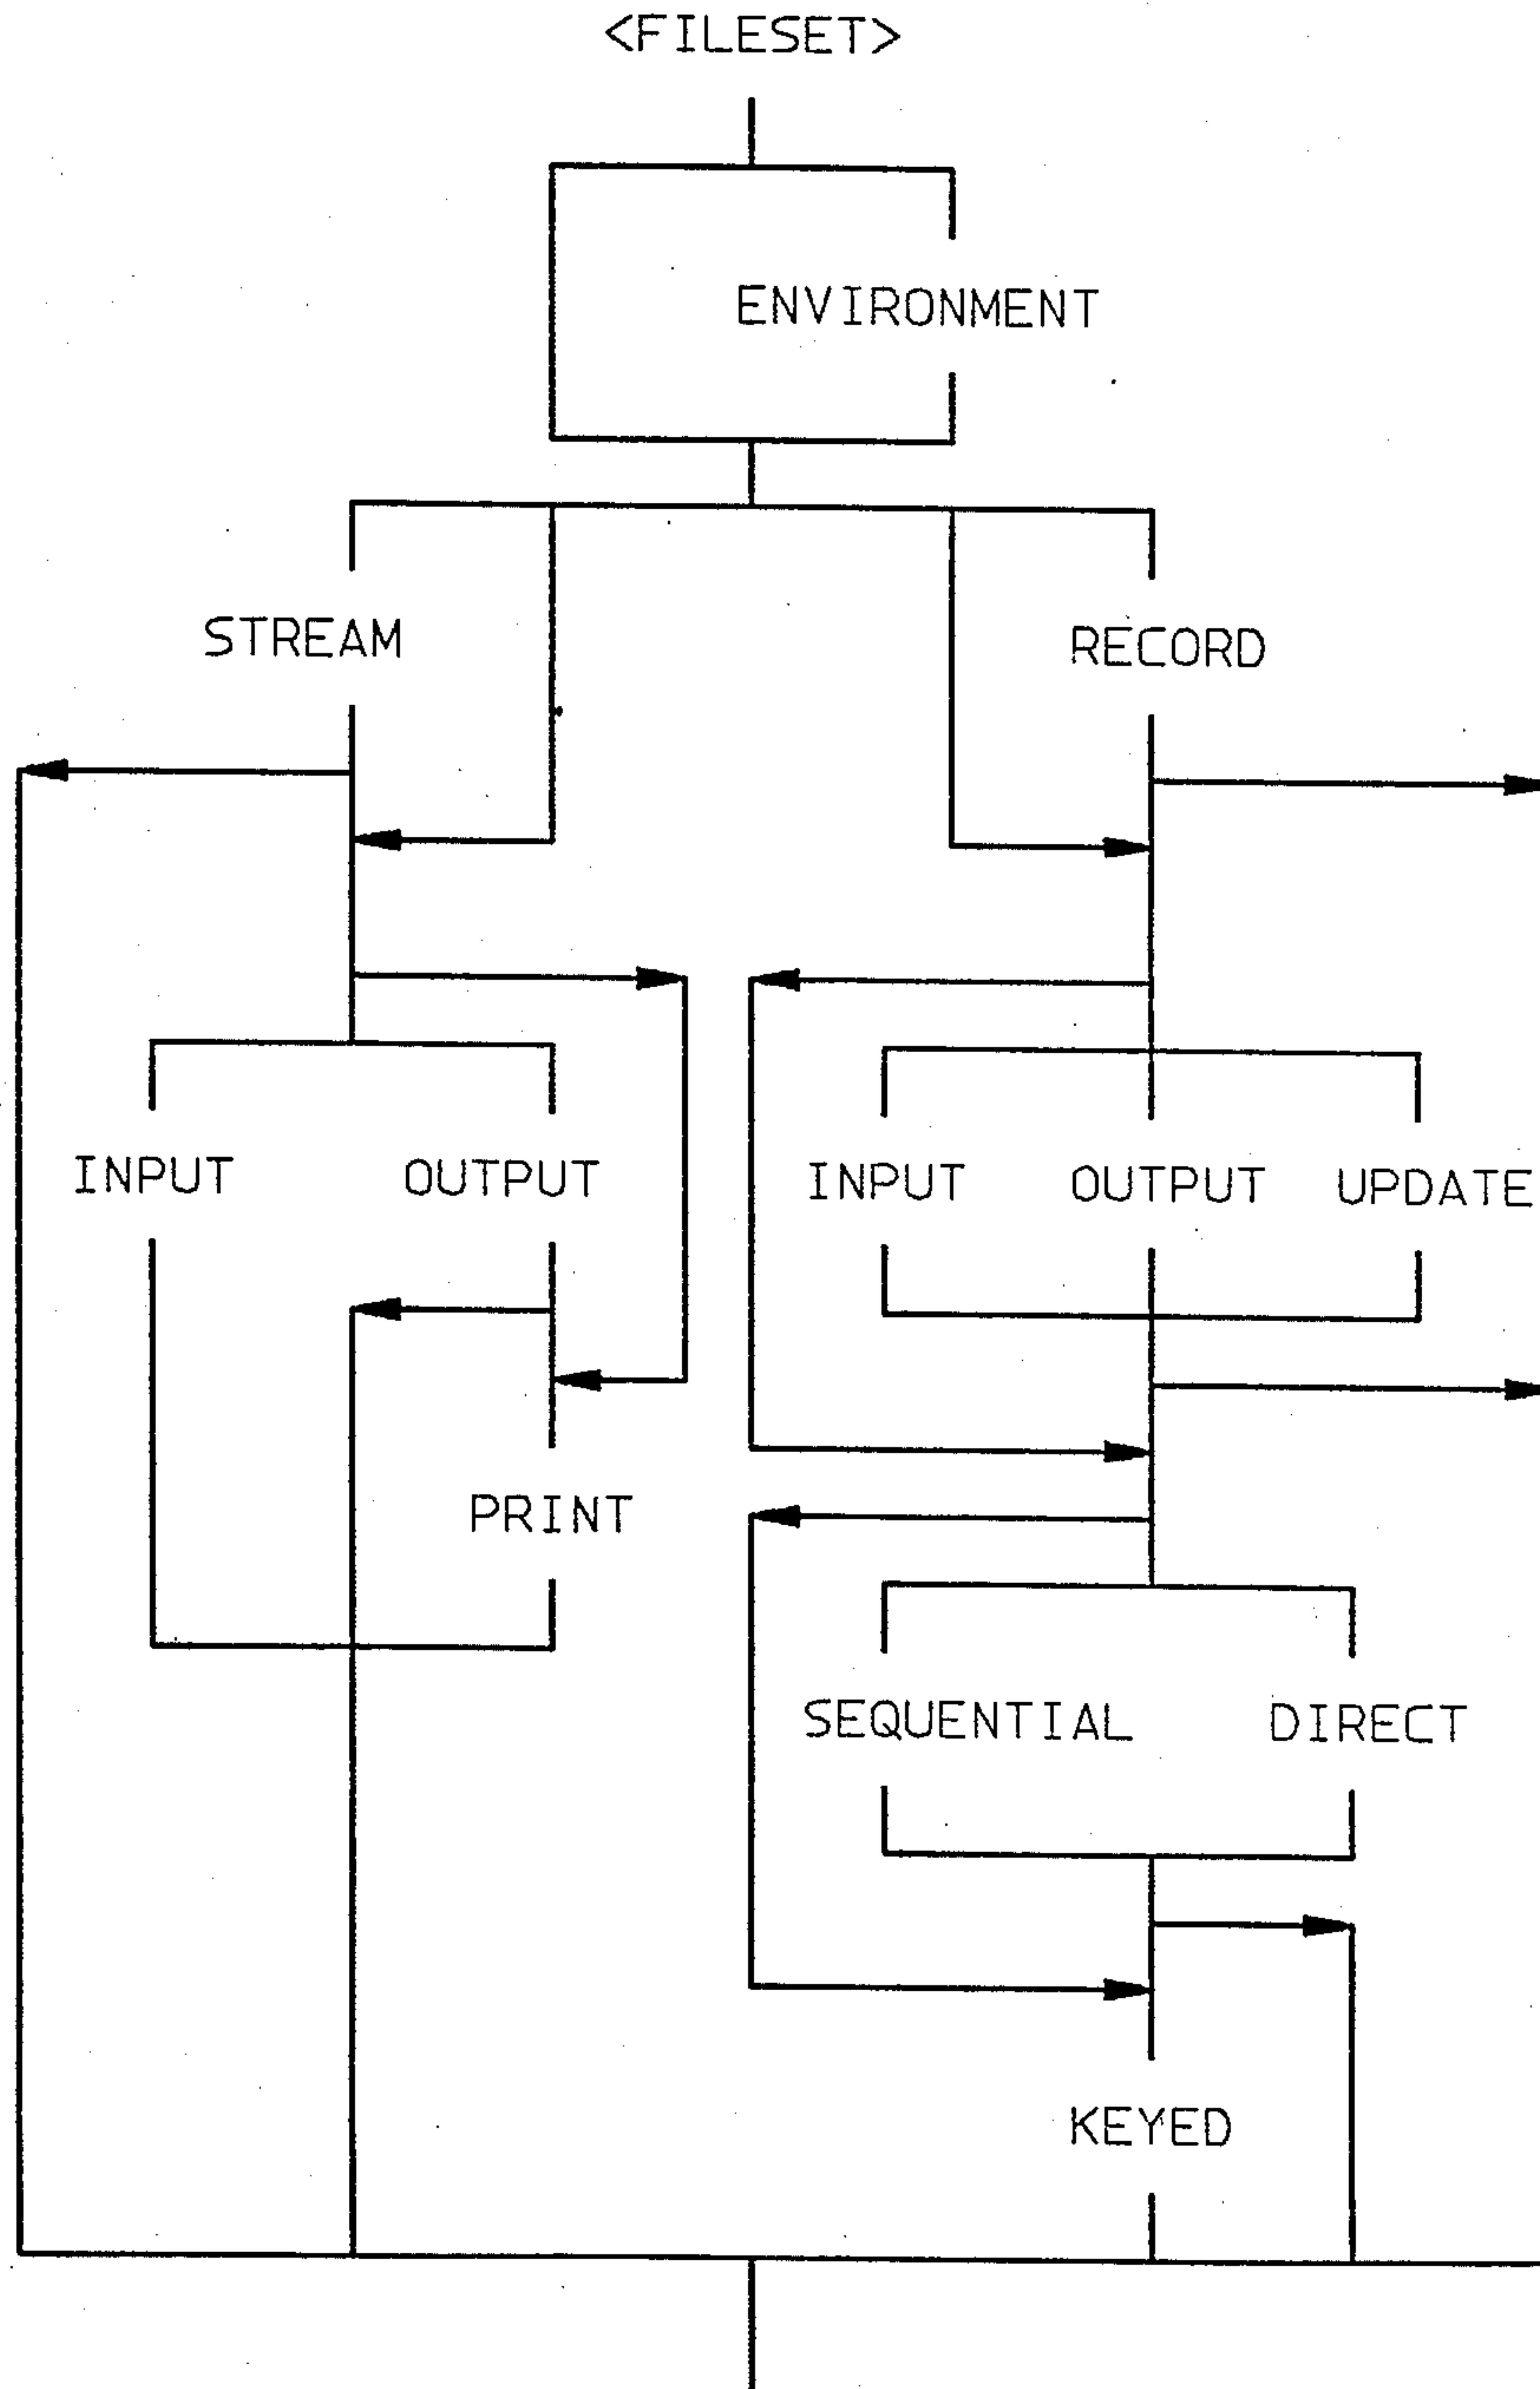 <FILESET>
ENVIRONMENT
STREAM
RECORD
INPUT
OUTPUT
INPUT
OUTPUT
UPDATE
PRINT
SEQUENTIAL
DIRECT
KEYED